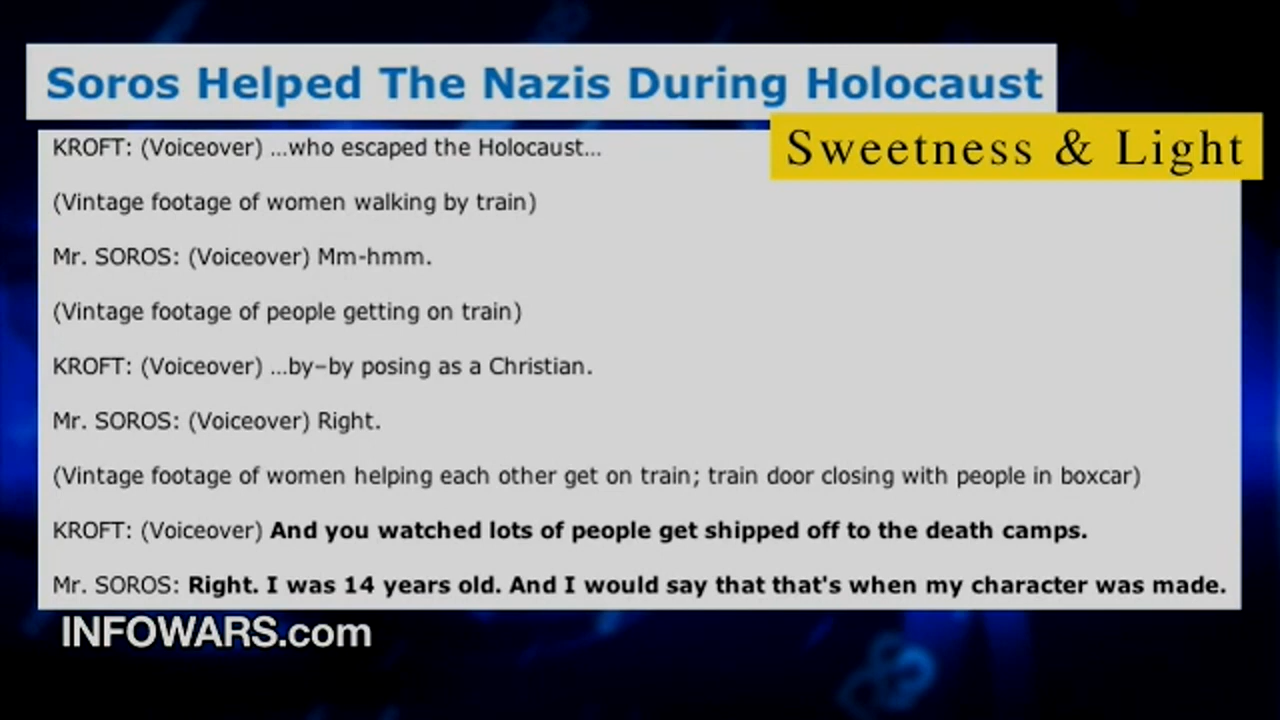 Soros Helped The Nazis During Holocaust
Sweetness & Light
KROFT: (Voiceover) …who escaped the Holocaust…
(Vintage footage of women walking by train)
Mr. SOROS: (Voiceover) Mm-hmm.
(Vintage footage of people getting on train)
KROFT: (Voiceover) …by–by posing as a Christian.
Mr. SOROS: (Voiceover) Right.
(Vintage footage of women helping each other get on train; train door closing with people in boxcar)
KROFT: (Voiceover) And you watched lots of people get shipped off to the death camps.
Mr. SOROS: Right. I was 14 years old. And I would say that that's when my character was made.
INFOWARS.com